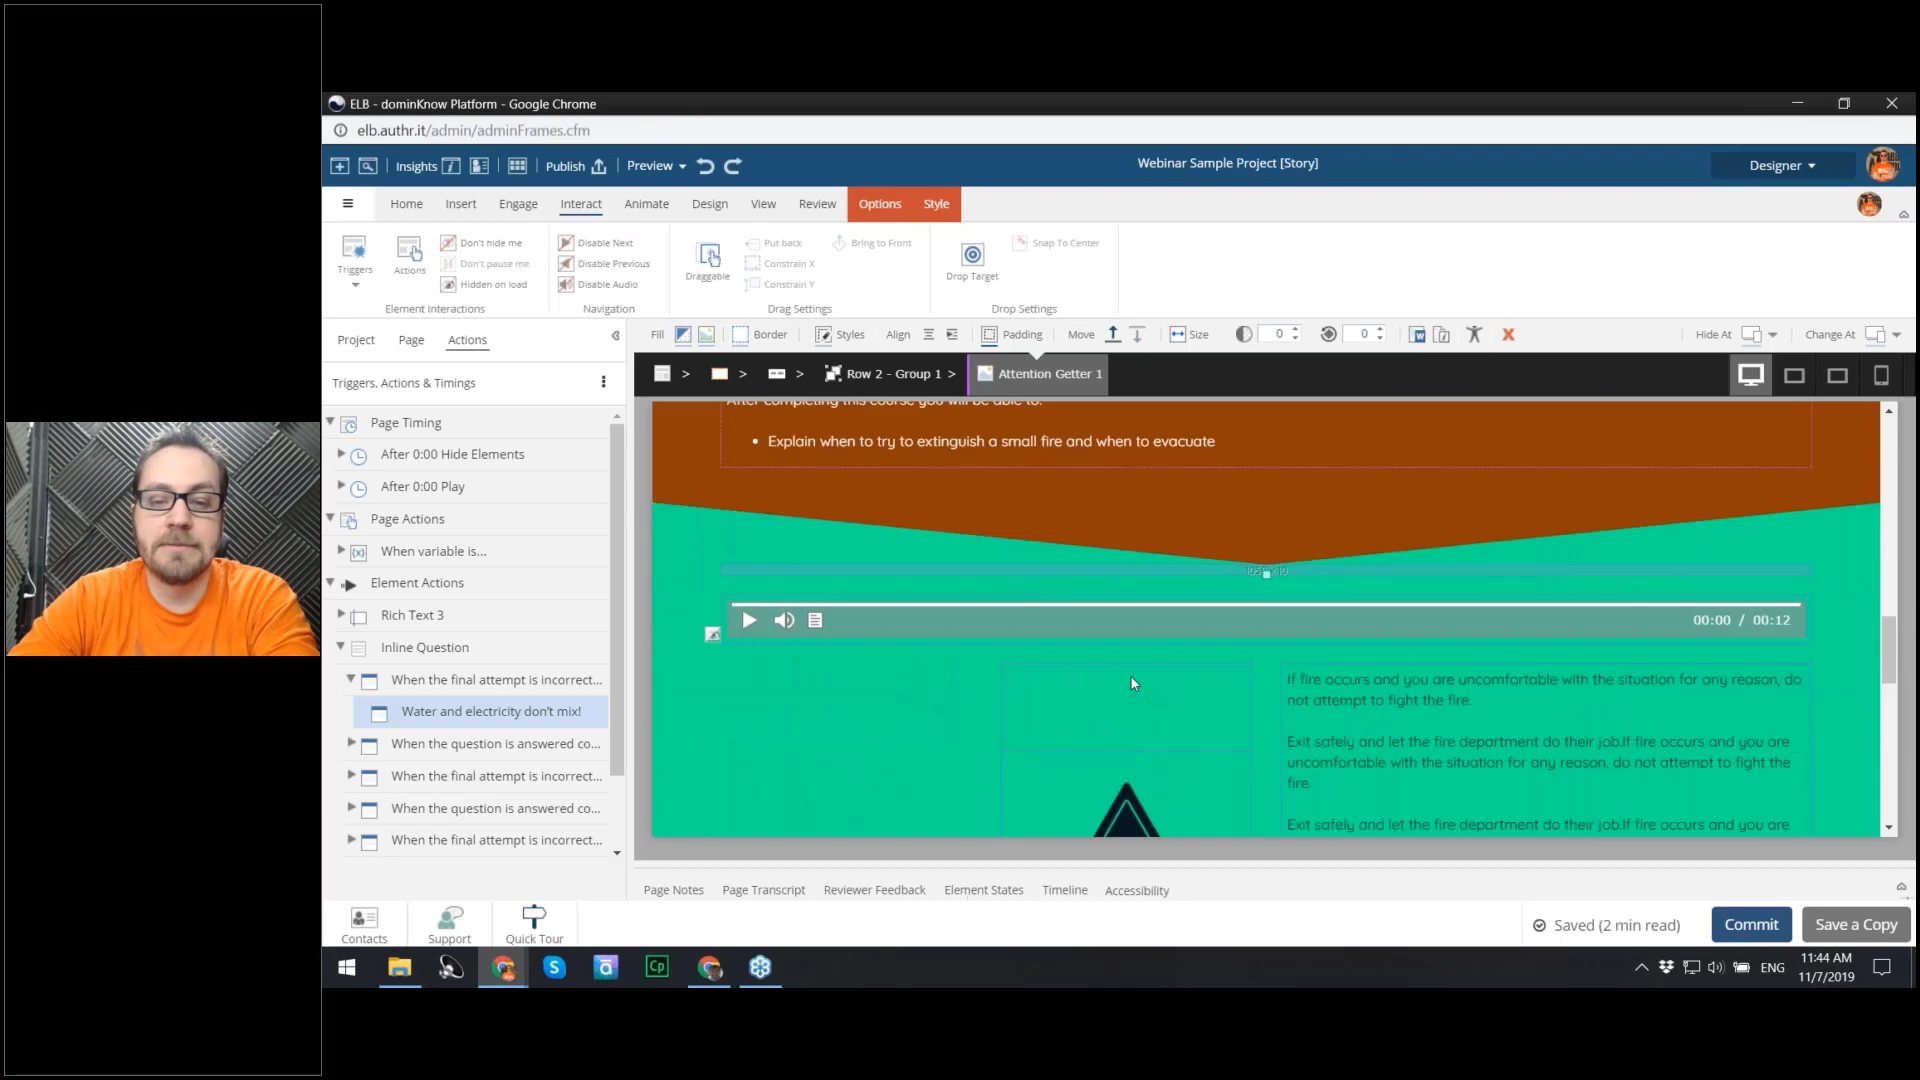 ELB - dominKnow Platform - Google Chrome
elb.authr.it/admin/adminFrames.cfm
Insights
Publish
Preview
Webinar Sample Project [Story]
Designer
Home
Insert
Engage
Interact
Animate
Design
View
Review
Options
Style
Triggers
Actions
Don't hide me
Don't pause me
Hidden on load
Element Interactions
Disable Next
Disable Previous
Disable Audio
Navigation
Draggable
Put back
Constrain X
Constrain Y
Bring to Front
Drag Settings
Drop Target
Snap To Center
Drop Settings
Project
Page
Actions
Fill
Border
Styles
Align
Padding
Move
Size
0
0
Hide At
Change At
Row 2 - Group 1 >
Attention Getter 1
Triggers, Actions & Timings
Page Timing
After 0:00 Hide Elements
After 0:00 Play
Page Actions
When variable is...
Element Actions
Rich Text 3
Inline Question
When the final attempt is incorrect...
Water and electricity don't mix!
When the question is answered co...
When the final attempt is incorrect...
When the question is answered co...
When the final attempt is incorrect...
After completing this course you will be able to:
• Explain when to try to extinguish a small fire and when to evacuate
00:00 / 00:12
If fire occurs and you are uncomfortable with the situation for any reason, do
not attempt to fight the fire.
Exit safely and let the fire department do their job.If fire occurs and you are
uncomfortable with the situation for any reason, do not attempt to fight the
fire.
Exit safely and let the fire department do their job.If fire occurs and you are
Page Notes
Page Transcript
Reviewer Feedback
Element States
Timeline
Accessibility
Contacts
Support
Quick Tour
Saved (2 min read)
Commit
Save a Copy
Cp
ENG
11:44 AM
11/7/2019